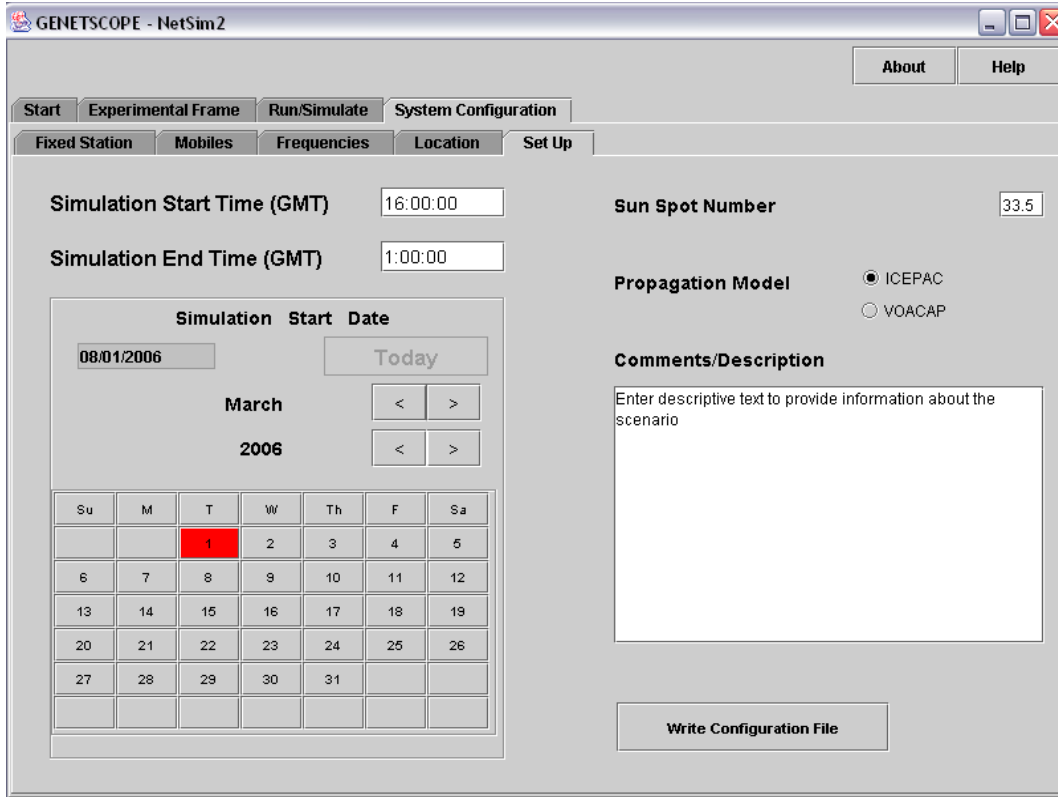 GENETSCOPE - NetSim2
About Help
Start Experimental Frame Run/Simulate System Configuration
Fixed Station Mobiles Frequencies Location Set Up
Simulation Start Time (GMT) 16:00:00
Simulation End Time (GMT) 1:00:00
Simulation Start Date
08/01/2006 Today
March < >
2006 < >
Su M T W Th F Sa
1 2 3 4 5
6 7 8 9 10 11 12
13 14 15 16 17 18 19
20 21 22 23 24 25 26
27 28 29 30 31
Sun Spot Number 33.5
Propagation Model ICEPAC
VOACAP
Comments/Description
Enter descriptive text to provide information about the
scenario
Write Configuration File